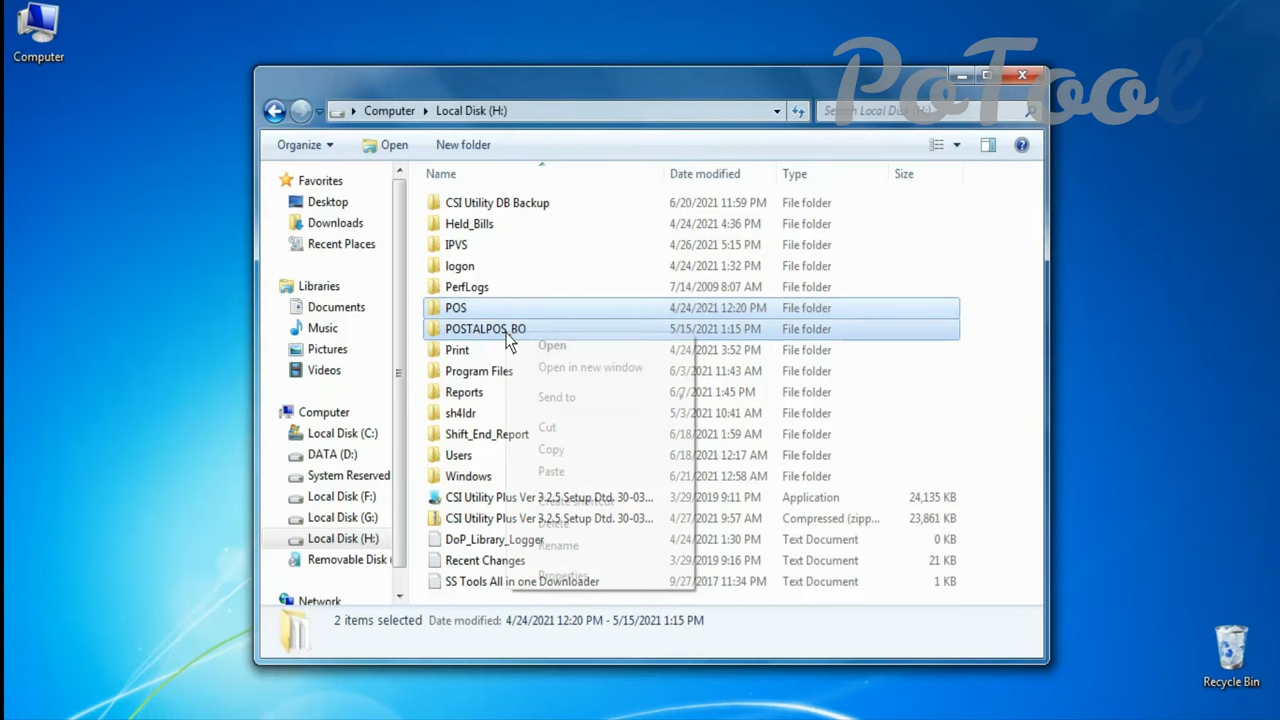 Computer
PoTool
Computer
Local Disk (H:)
Search Local Disk (H:)
Organize
Open
New folder
Name
Date modified
Type
Size
Favorites
Desktop
Downloads
Recent Places
Libraries
Documents
Music
Pictures
Videos
Computer
Local Disk (C:)
DATA (D:)
System Reserved
Local Disk (F:)
Local Disk (G:)
Local Disk (H:)
Removable Disk
Network
CSI Utility DB Backup 6/20/2021 11:59 PM File folder
Held_Bills 4/24/2021 4:36 PM File folder
IPVS 4/26/2021 5:15 PM File folder
logon 4/24/2021 1:32 PM File folder
PerfLogs 7/14/2009 8:07 AM File folder
POS 4/24/2021 12:20 PM File folder
POSTALPOS_BO 5/15/2021 1:15 PM File folder
Print 4/24/2021 3:52 PM File folder
Program Files 6/3/2021 11:43 AM File folder
Reports 6/7/2021 1:45 PM File folder
sh4ldr 5/3/2021 10:41 AM File folder
Shift_End_Report 6/18/2021 1:59 AM File folder
Users 6/18/2021 12:17 AM File folder
Windows 6/21/2021 12:58 AM File folder
CSI Utility Plus Ver 3.2.5 Setup Dtd. 30-03... 3/29/2019 9:11 PM Application 24,135 KB
CSI Utility Plus Ver 3.2.5 Setup Dtd. 30-03... 4/27/2021 9:57 AM Compressed (zipp... 23,861 KB
DoP_Library_Logger 4/24/2021 1:30 PM Text Document 0 KB
Recent Changes 3/29/2019 9:16 PM Text Document 21 KB
SS Tools All in one Downloader 9/27/2017 11:34 PM Text Document 1 KB
Open
Open in new window
Send to
Cut
Copy
Paste
Create shortcut
Delete
Rename
Properties
2 items selected Date modified: 4/24/2021 12:20 PM - 5/15/2021 1:15 PM
Recycle Bin